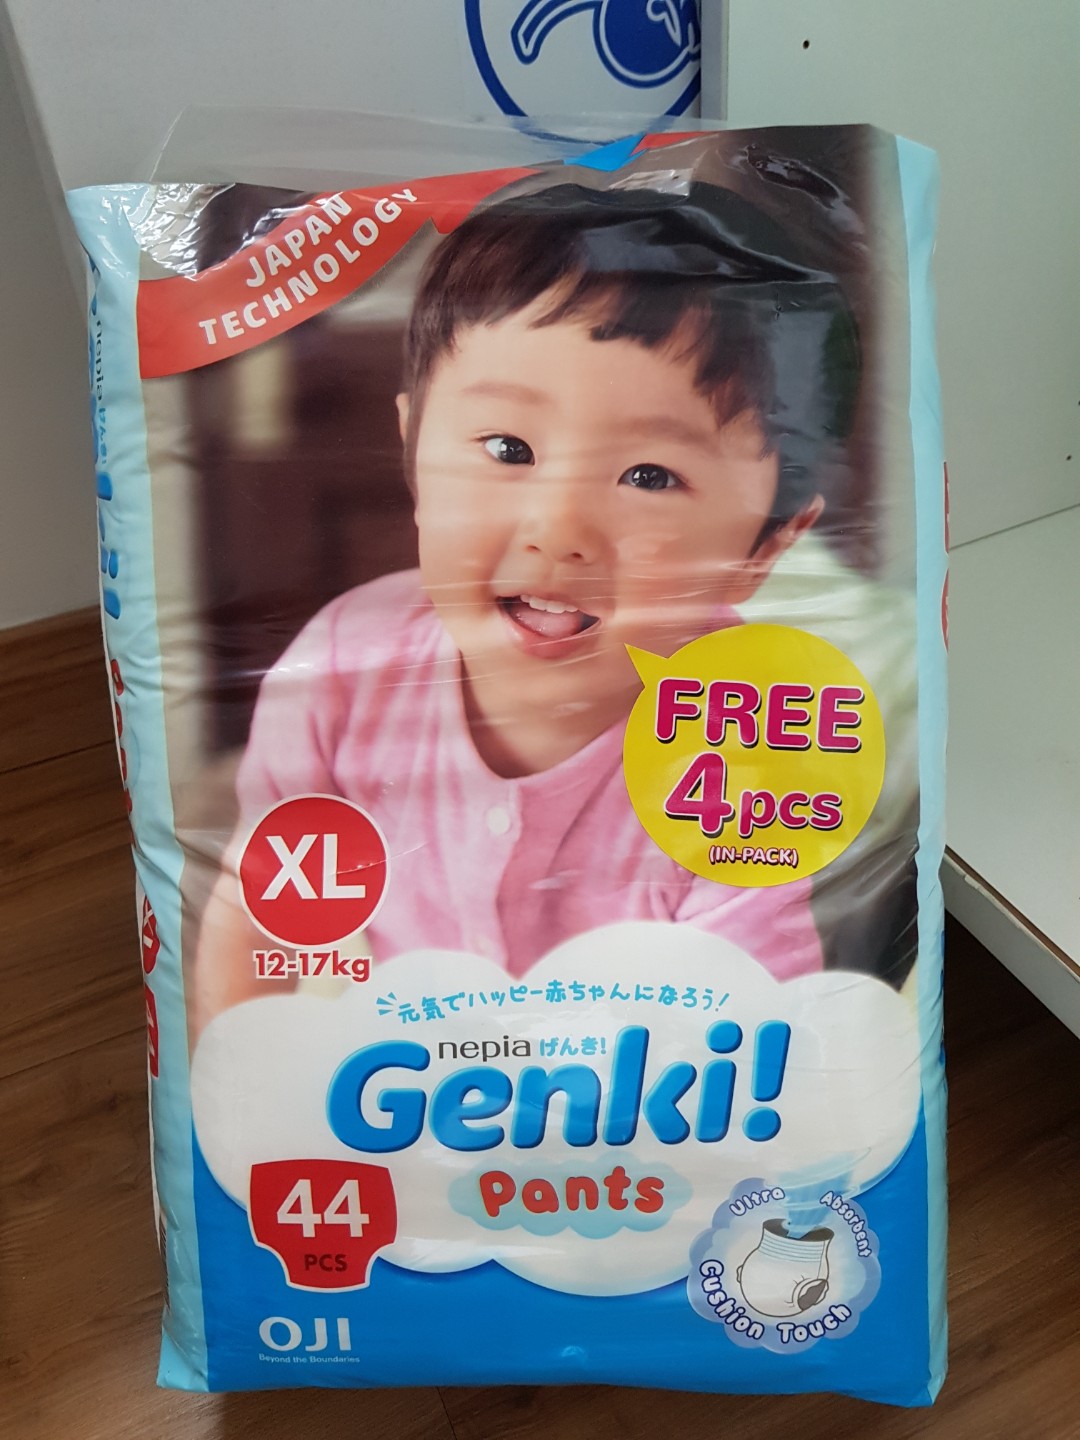 JAPAN
TECHNOLOGY
FREE
4pcs
(IN-PACK)
XL
12-17kg
元気でハッピー赤ちゃんになろう!
nepia げんき!
Genki!
Pants
44
PCS
Ultra Absorbent
Cushion Touch
OJI
Beyond the Boundaries